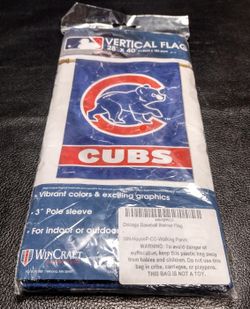 VERTICAL FLAG
28" X 40"
C
CUBS
• Vibrant colors & exciting graphics
• 3" Pole sleeve
• For indoor or outdoor
WINCRAFT
Chicago Baseball Banner Flag
WARNING: To avoid danger of
suffocation, keep this plastic bag away
from babies and children. Do not use this
bag in cribs, carriages, or playpens.
THIS BAG IS NOT A TOY.